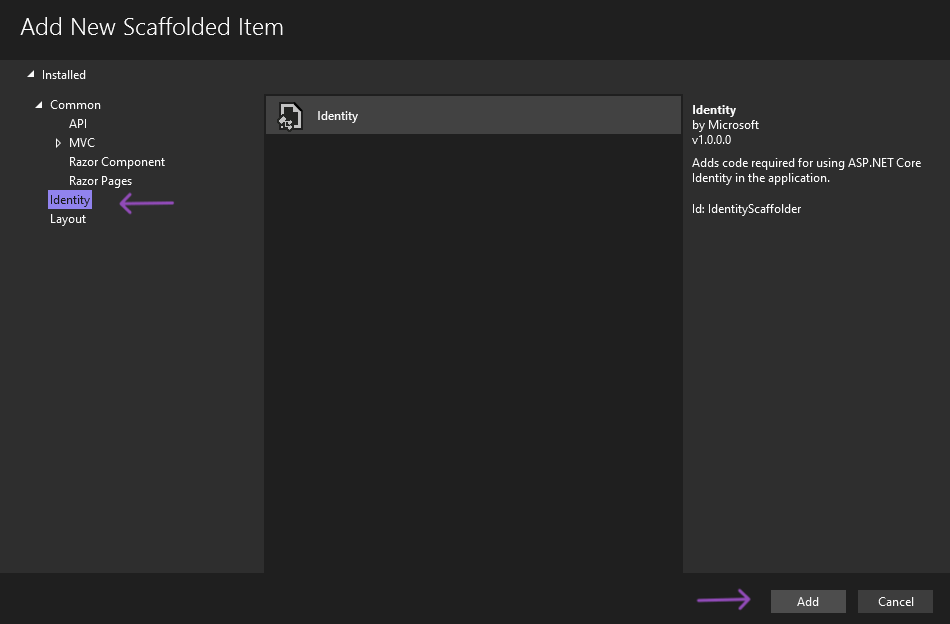 Add New Scaffolded Item
Installed
Common
API
MVC
Razor Component
Razor Pages
Identity
Layout
Identity
Identity
by Microsoft
v1.0.0.0
Adds code required for using ASP.NET Core
Identity in the application.
Id: IdentityScaffolder
Add
Cancel